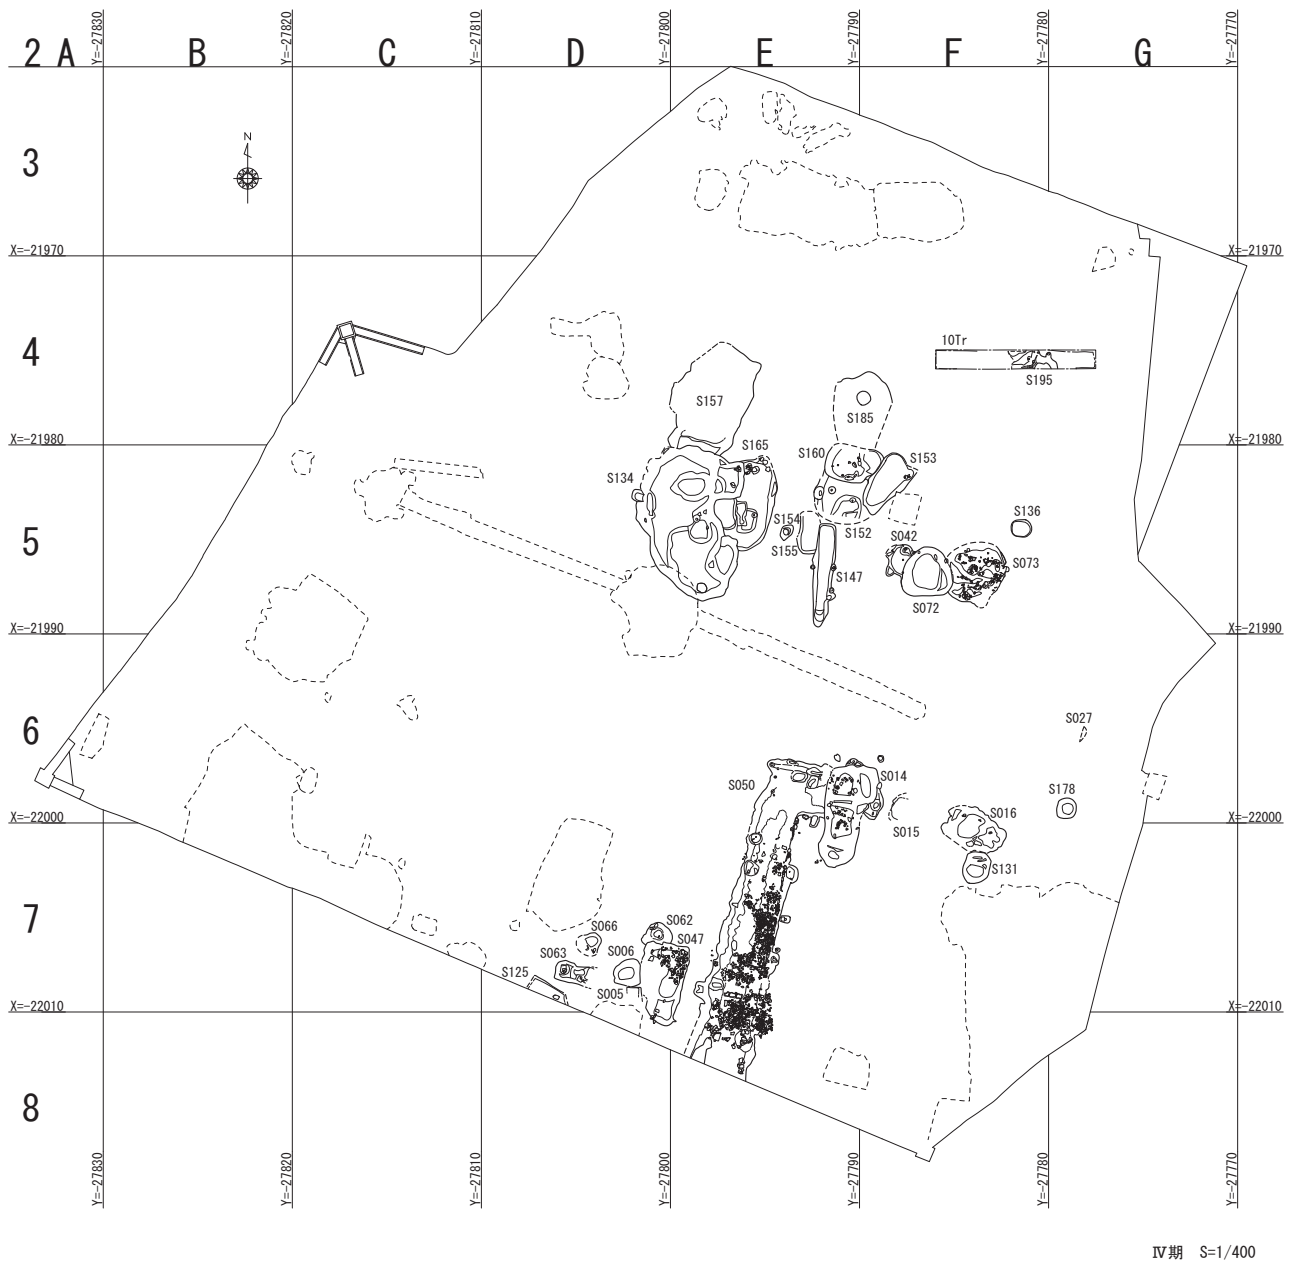 Y=-27830
Y=-27820
Y=-27810
Y=-27800
Y=-27790
Y=-27780
Y=-27770
2 A B C D E F G
N
3
X=-21970 X=-21970
4
10Tr
S195
S157
S185
X=-21980 X=-21980
S165
S160
S153
S134
S136
S154
S152
S042
5
S155
S073
S147
S072
X=-21990 X=-21990
S027
6
S014
S050
S178
S016
X=-22000 X=-22000
S015
S131
7
S066
S062
S047
S063
S006
S125
S005
X=-22010 X=-22010
8
Y=-27830
Y=-27820
Y=-27810
Y=-27800
Y=-27790
Y=-27780
Y=-27770
Ⅳ期 S=1/400